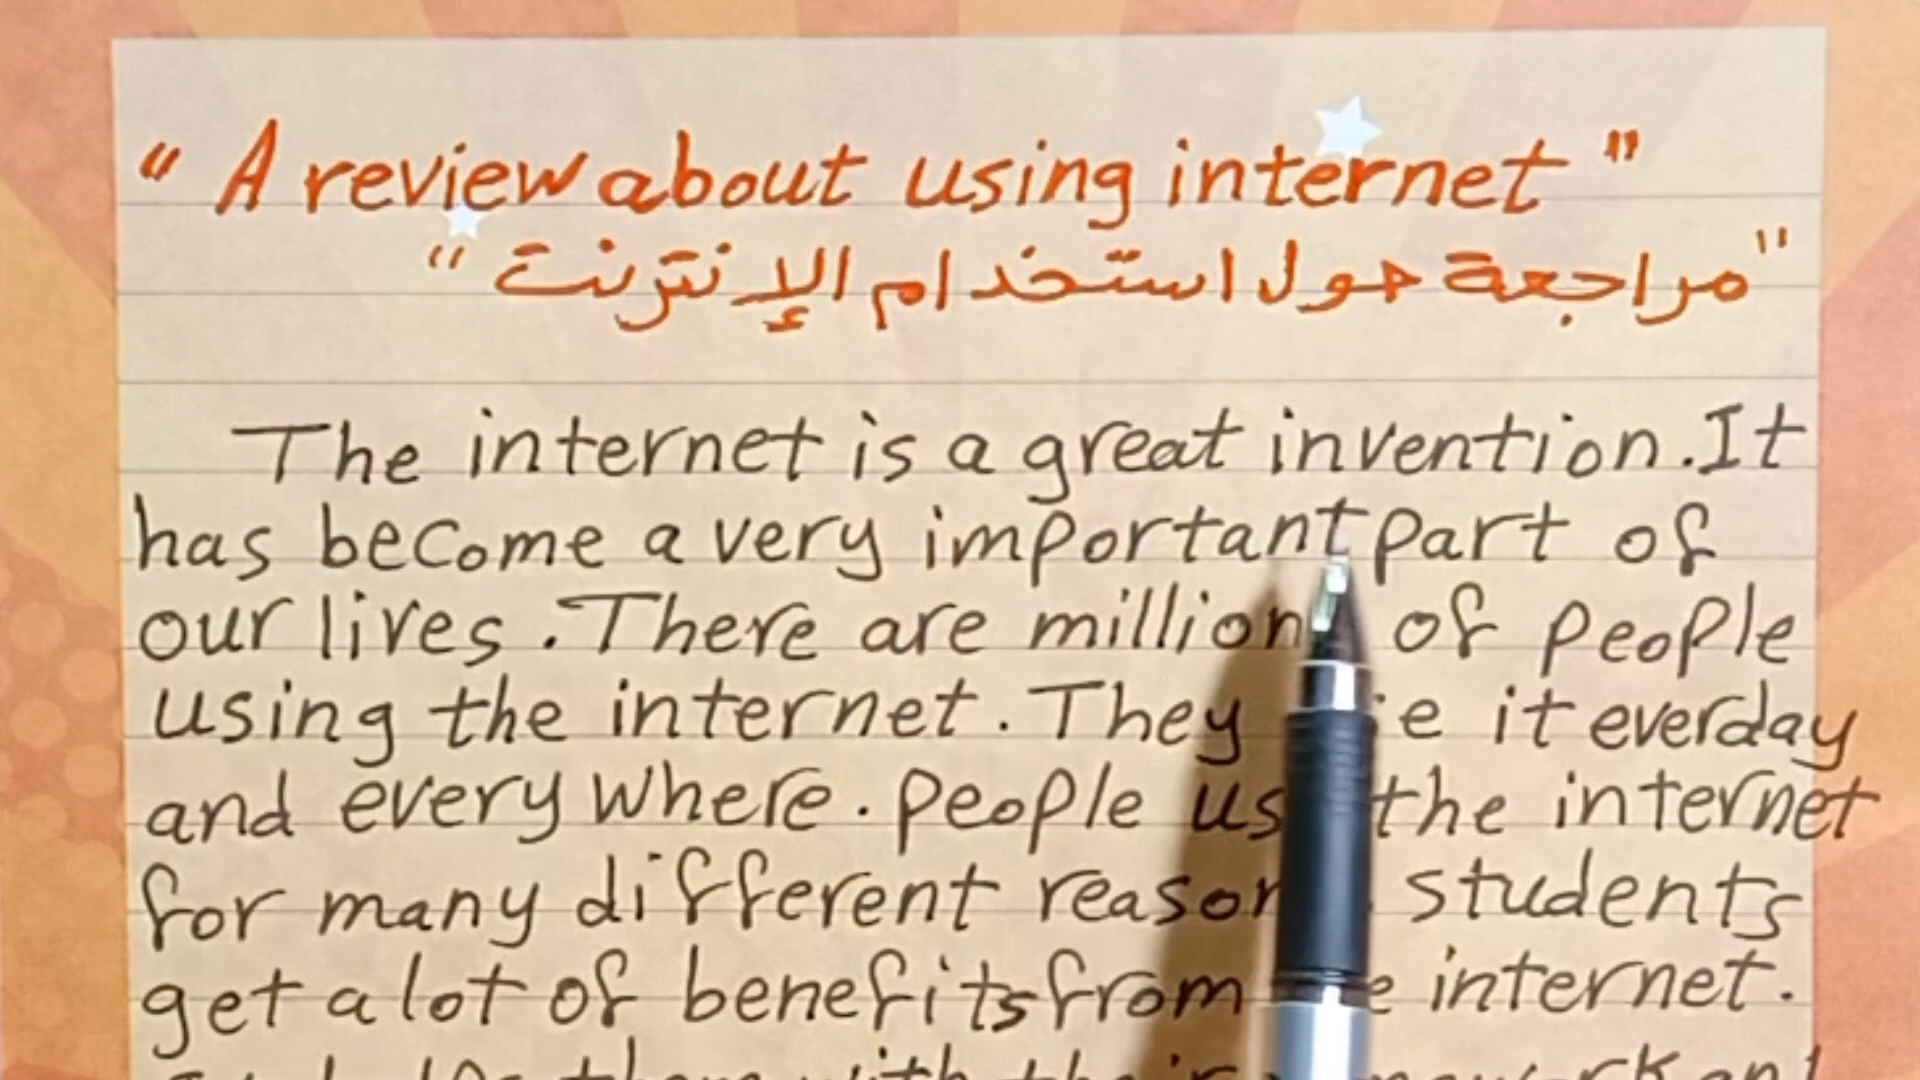 " A review about using internet "
"مراجعة حول استخدام الإنترنت"
The internet is a great invention. It
has become a very important part of
our lives. There are million of people
using the internet. They it everday
and every where. people the internet
for many different students
get a lot of benefits from internet.
them with